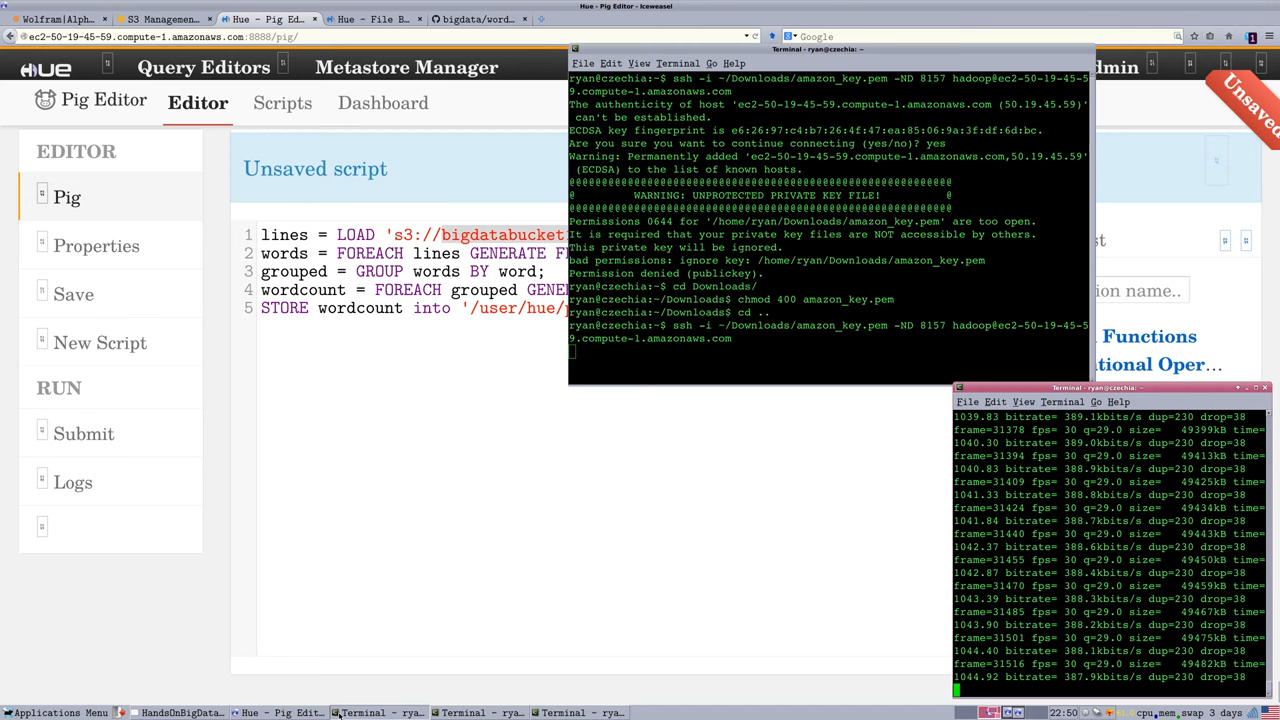 Hue - Pig Editor - Iceweasel
Wolfram|Alph...
S3 Management...
Hue - Pig Ed...
Hue - File B...
bigdata/word...
ec2-50-19-45-59.compute-1.amazonaws.com:8888/pig/
Google
HUE
Query Editors
Metastore Manager
dmin
Pig Editor
Editor
Scripts
Dashboard
Unsaved
EDITOR
Pig
Properties
Save
New Script
RUN
Submit
Logs
Unsaved script
1 lines = LOAD 's3://bigdatabucket
2 words = FOREACH lines GENERATE F
3 grouped = GROUP words BY word;
4 wordcount = FOREACH grouped GENE
5 STORE wordcount into '/user/hue/
st
ion name..
Functions
tional Oper...
Terminal - ryan@czechia: ~
File Edit View Terminal Go Help
ryan@czechia:~$ ssh -i ~/Downloads/amazon_key.pem -ND 8157 hadoop@ec2-50-19-45-5
9.compute-1.amazonaws.com
The authenticity of host 'ec2-50-19-45-59.compute-1.amazonaws.com (50.19.45.59)'
can't be established.
ECDSA key fingerprint is e6:26:97:c4:b7:26:4f:47:ea:85:06:9a:3f:df:6d:bc.
Are you sure you want to continue connecting (yes/no)? yes
Warning: Permanently added 'ec2-50-19-45-59.compute-1.amazonaws.com,50.19.45.59'
(ECDSA) to the list of known hosts.
@@@@@@@@@@@@@@@@@@@@@@@@@@@@@@@@@@@@@@@@@@@@@@@@@@@@@@@@@@@
@         WARNING: UNPROTECTED PRIVATE KEY FILE!          @
@@@@@@@@@@@@@@@@@@@@@@@@@@@@@@@@@@@@@@@@@@@@@@@@@@@@@@@@@@@
Permissions 0644 for '/home/ryan/Downloads/amazon_key.pem' are too open.
It is required that your private key files are NOT accessible by others.
This private key will be ignored.
bad permissions: ignore key: /home/ryan/Downloads/amazon_key.pem
Permission denied (publickey).
ryan@czechia:~$ cd Downloads/
ryan@czechia:~/Downloads$ chmod 400 amazon_key.pem
ryan@czechia:~/Downloads$ cd ..
ryan@czechia:~$ ssh -i ~/Downloads/amazon_key.pem -ND 8157 hadoop@ec2-50-19-45-5
9.compute-1.amazonaws.com
Terminal - ryan@czechia: ~
File Edit View Terminal Go Help
1039.83 bitrate= 389.1kbits/s dup=230 drop=38
frame=31378 fps= 30 q=29.0 size=   49399kB time=
1040.30 bitrate= 389.0kbits/s dup=230 drop=38
frame=31394 fps= 30 q=29.0 size=   49413kB time=
1040.83 bitrate= 388.9kbits/s dup=230 drop=38
frame=31409 fps= 30 q=29.0 size=   49425kB time=
1041.33 bitrate= 388.8kbits/s dup=230 drop=38
frame=31424 fps= 30 q=29.0 size=   49434kB time=
1041.84 bitrate= 388.7kbits/s dup=230 drop=38
frame=31440 fps= 30 q=29.0 size=   49443kB time=
1042.37 bitrate= 388.6kbits/s dup=230 drop=38
frame=31455 fps= 30 q=29.0 size=   49450kB time=
1042.87 bitrate= 388.4kbits/s dup=230 drop=38
frame=31470 fps= 30 q=29.0 size=   49459kB time=
1043.39 bitrate= 388.3kbits/s dup=230 drop=38
frame=31485 fps= 30 q=29.0 size=   49467kB time=
1043.90 bitrate= 388.2kbits/s dup=230 drop=38
frame=31501 fps= 30 q=29.0 size=   49475kB time=
1044.40 bitrate= 388.1kbits/s dup=230 drop=38
frame=31516 fps= 30 q=29.0 size=   49482kB time=
1044.92 bitrate= 387.9kbits/s dup=230 drop=38
Applications Menu
HandsOnBigData...
Hue - Pig Edit...
Terminal - rya...
Terminal - rya...
Terminal - rya...
22:50 cpu mem swap 3 days